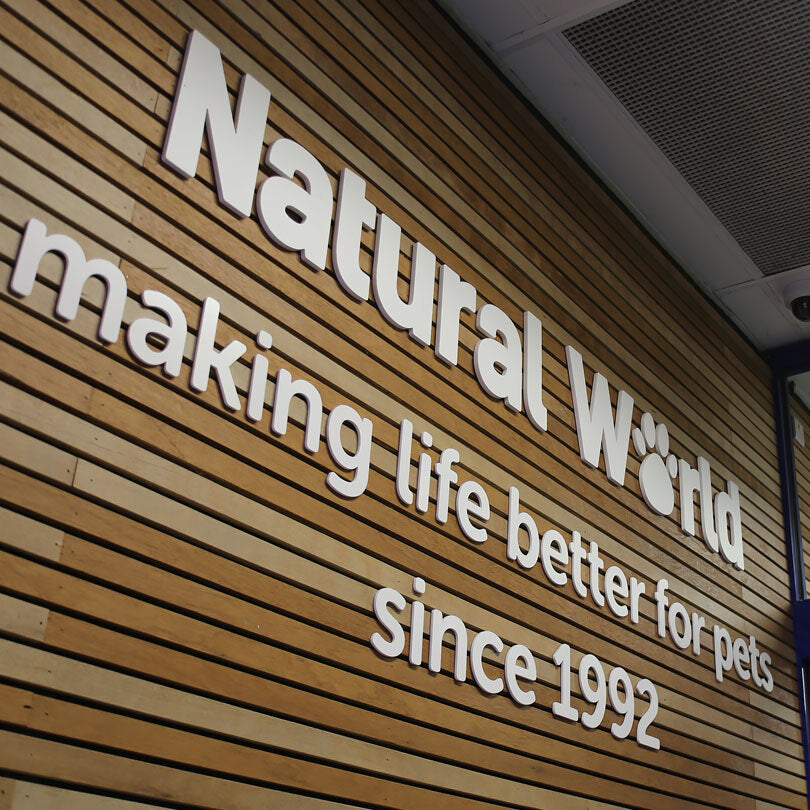 Natural World
making life better for pets
since 1992